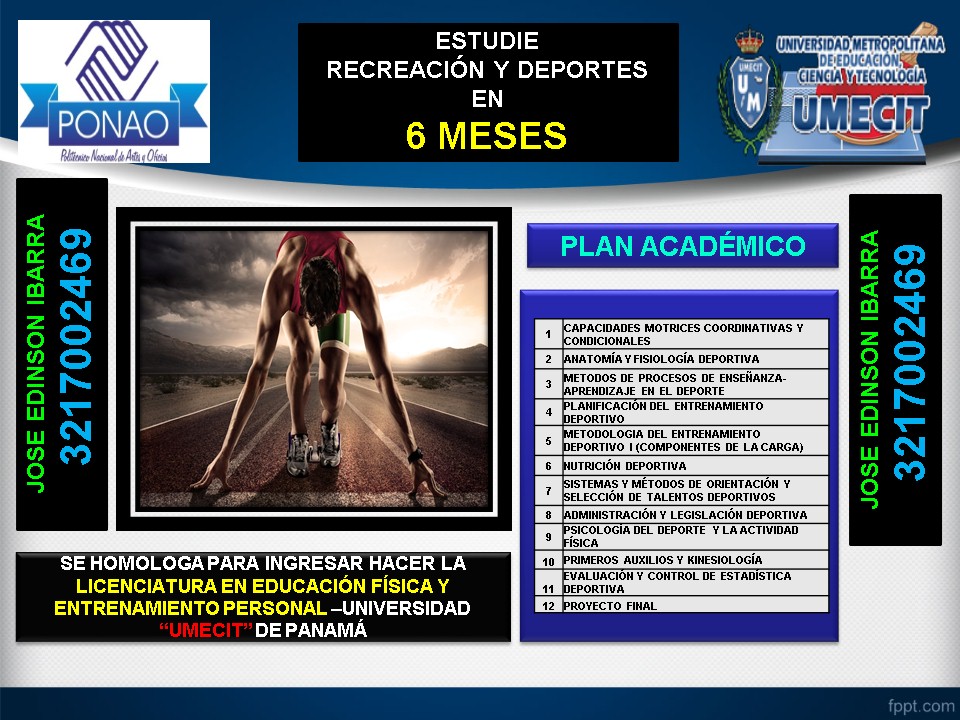 PONAO
Politécnico Nacional de Artes y Oficios
ESTUDIE
RECREACIÓN Y DEPORTES
EN
6 MESES
UNIVERSIDAD METROPOLITANA
DE EDUCACIÓN,
CIENCIA Y TECNOLOGÍA
UMECIT
UMECIT
JOSE EDINSON IBARRA
3217002469
PLAN ACADÉMICO
1 CAPACIDADES MOTRICES COORDINATIVAS Y
CONDICIONALES
2 ANATOMÍA Y FISIOLOGÍA DEPORTIVA
3 METODOS DE PROCESOS DE ENSEÑANZA-
APRENDIZAJE EN EL DEPORTE
4 PLANIFICACIÓN DEL ENTRENAMIENTO
DEPORTIVO
5 METODOLOGIA DEL ENTRENAMIENTO
DEPORTIVO I (COMPONENTES DE LA CARGA)
6 NUTRICIÓN DEPORTIVA
7 SISTEMAS Y MÉTODOS DE ORIENTACIÓN Y
SELECCIÓN DE TALENTOS DEPORTIVOS
8 ADMINISTRACIÓN Y LEGISLACIÓN DEPORTIVA
9 PSICOLOGÍA DEL DEPORTE Y LA ACTIVIDAD
FÍSICA
10 PRIMEROS AUXILIOS Y KINESIOLOGÍA
11 EVALUACIÓN Y CONTROL DE ESTADÍSTICA
DEPORTIVA
12 PROYECTO FINAL
JOSE EDINSON IBARRA
3217002469
SE HOMOLOGA PARA INGRESAR HACER LA
LICENCIATURA EN EDUCACIÓN FÍSICA Y
ENTRENAMIENTO PERSONAL –UNIVERSIDAD
“UMECIT” DE PANAMÁ
fppt.com